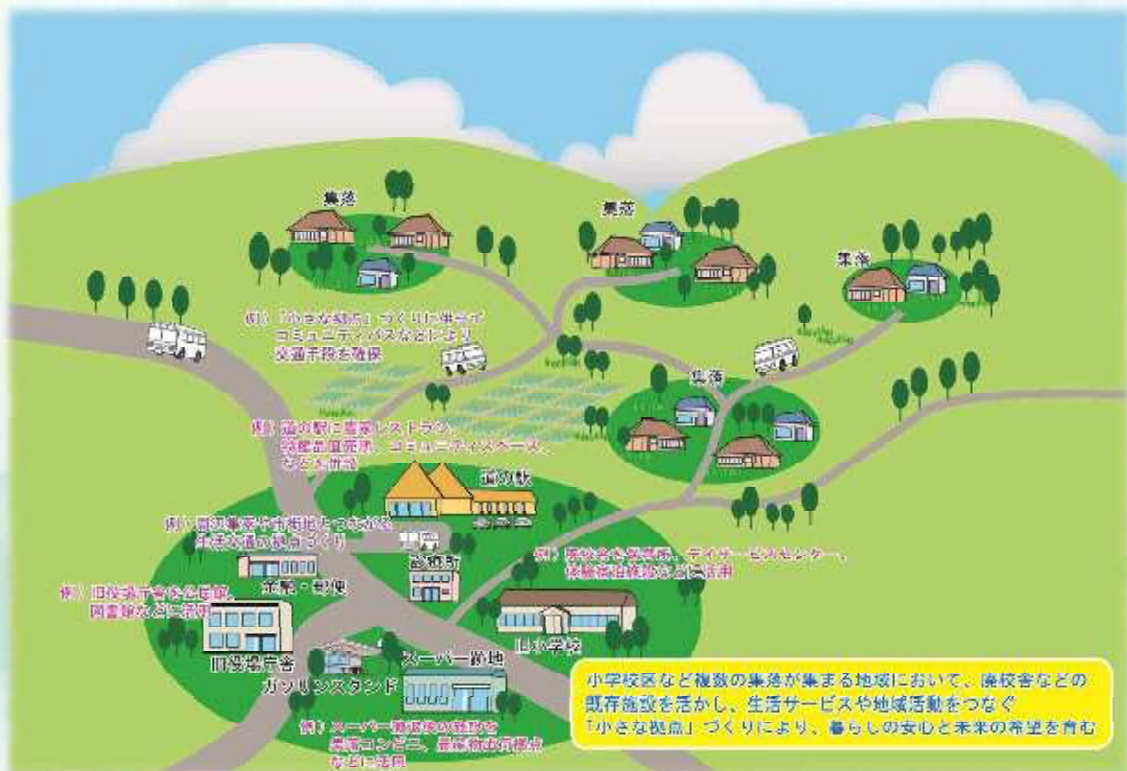 集落
集落
集落
例）「小さな拠点」づくりに併せて
コミュニティバスなどにより
交通手段を確保
集落
例）道の駅に農家レストラン、
特産品直売所、コミュニティスペース、
などを併設
道の駅
例）周辺集落や市街地とつながる
生活交通の拠点づくり
診療所
例）廃校舎を製造所、デイサービスセンター、
体験宿泊施設などに活用
金融・郵便
例）旧役場庁舎を公民館、
図書館などに活用
旧小学校
旧役場庁舎
スーパー跡地
ガソリンスタンド
例）スーパー撤退後の施設を
集落コンビニ、農産物出荷拠点
などに活用
小学校区など複数の集落が集まる地域において、廃校舎などの
既存施設を活かし、生活サービスや地域活動をつなぐ
「小さな拠点」づくりにより、暮らしの安心と未来の希望を育む